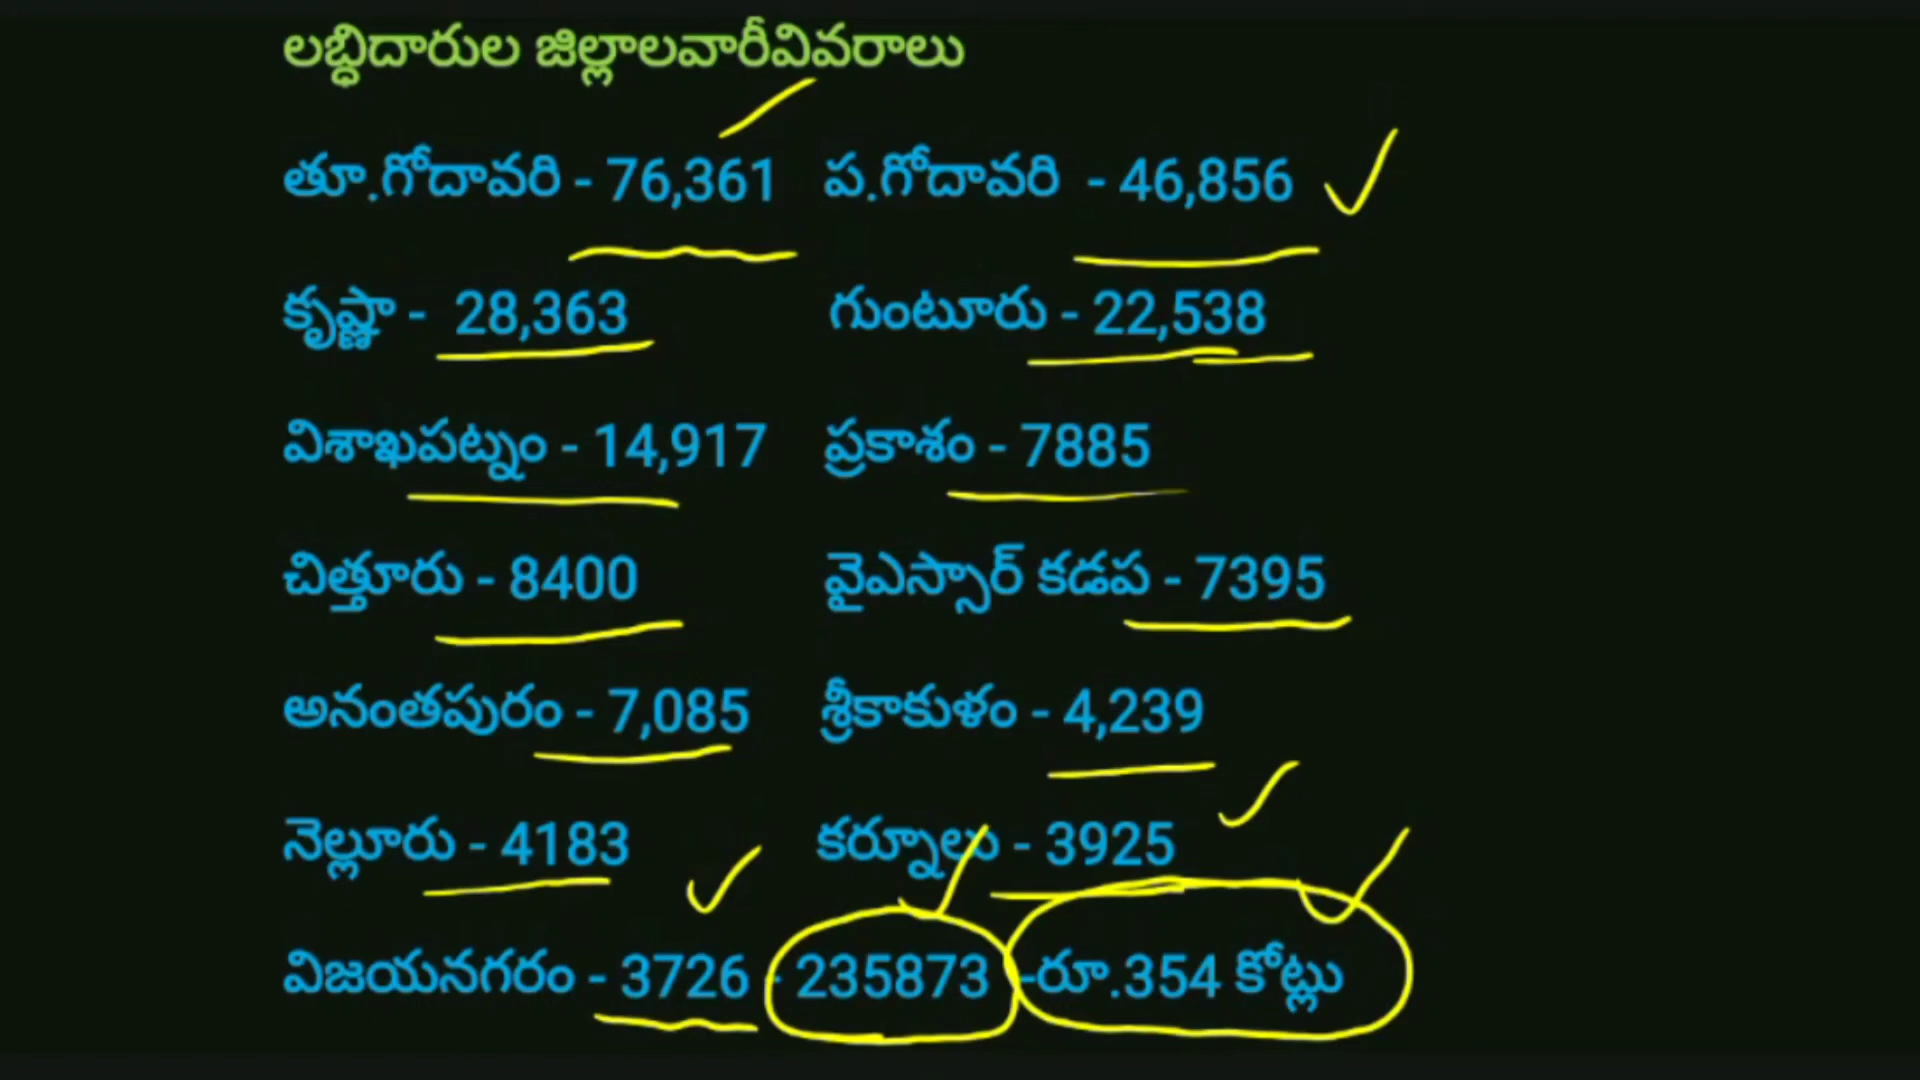 లబ్ధిదారుల జిల్లాలవారీవివరాలు
తూ.గోదావరి - 76,361 ప.గోదావరి - 46,856
కృష్ణా - 28,363 గుంటూరు - 22,538
విశాఖపట్నం - 14,917 ప్రకాశం - 7885
చిత్తూరు - 8400 వైఎస్సార్ కడప - 7395
అనంతపురం - 7,085 శ్రీకాకుళం - 4,239
నెల్లూరు - 4183 కర్నూలు - 3925
విజయనగరం - 3726 - 235873 -రూ.354 కోట్లు